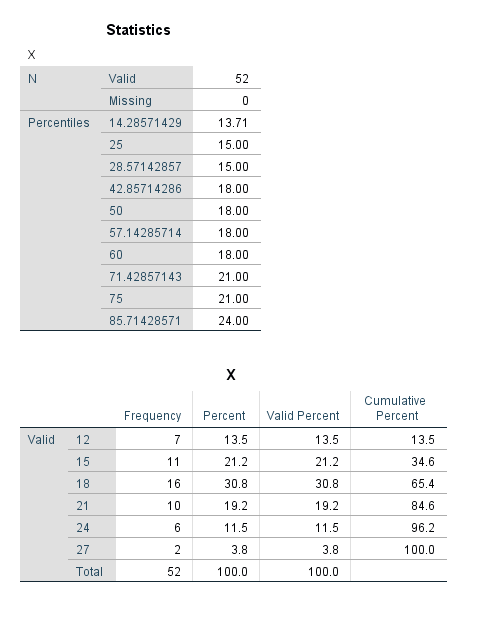 Statistics
X
N Valid 52
Missing 0
Percentiles 14.28571429 13.71
25 15.00
28.57142857 15.00
42.85714286 18.00
50 18.00
57.14285714 18.00
60 18.00
71.42857143 21.00
75 21.00
85.71428571 24.00
X
Frequency Percent Valid Percent Cumulative Percent
Valid 12 7 13.5 13.5 13.5
15 11 21.2 21.2 34.6
18 16 30.8 30.8 65.4
21 10 19.2 19.2 84.6
24 6 11.5 11.5 96.2
27 2 3.8 3.8 100.0
Total 52 100.0 100.0